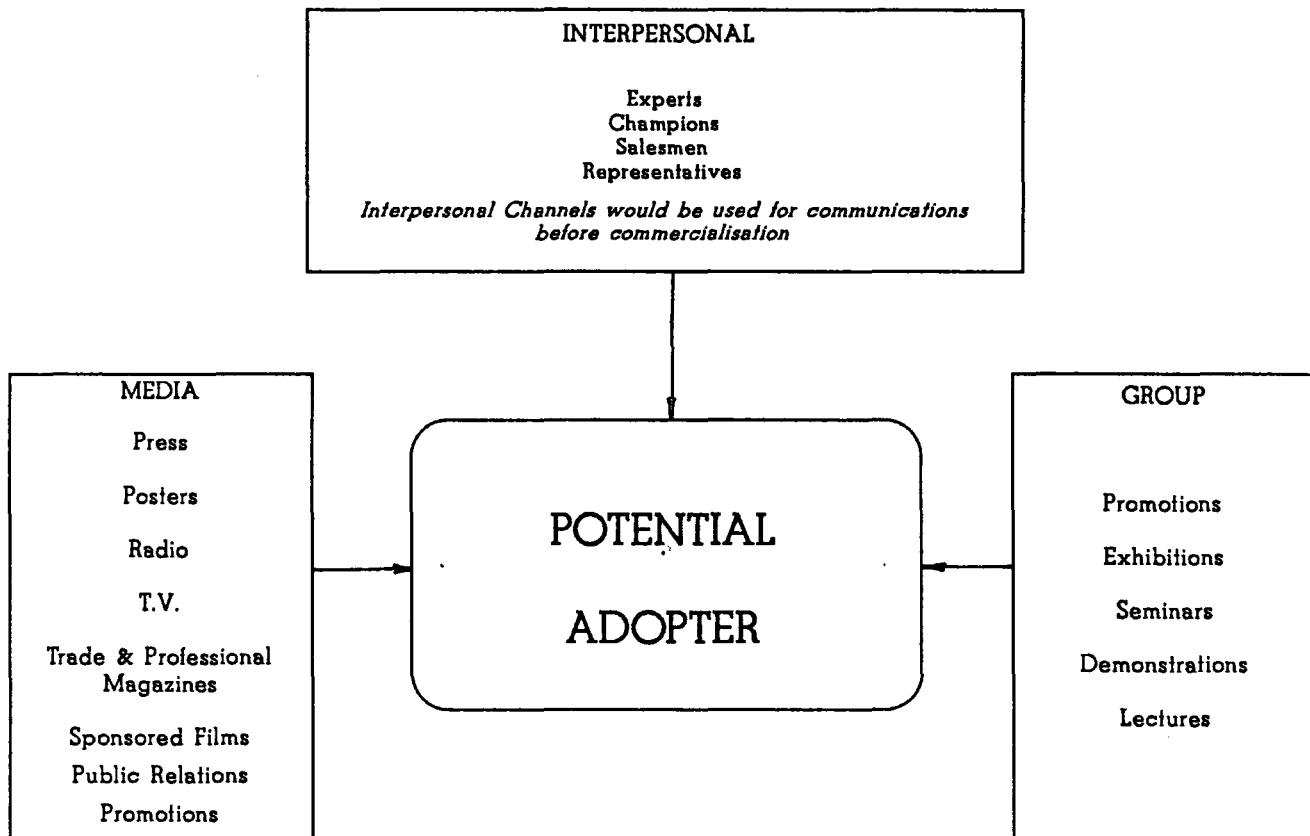 INTERPERSONAL
Experts
Champions
Salesmen
Representatives
Interpersonal Channels would be used for communications
before commercialisation
MEDIA
Press
Posters
Radio
T.V.
Trade & Professional
Magazines
Sponsored Films
Public Relations
Promotions
POTENTIAL
ADOPTER
GROUP
Promotions
Exhibitions
Seminars
Demonstrations
Lectures